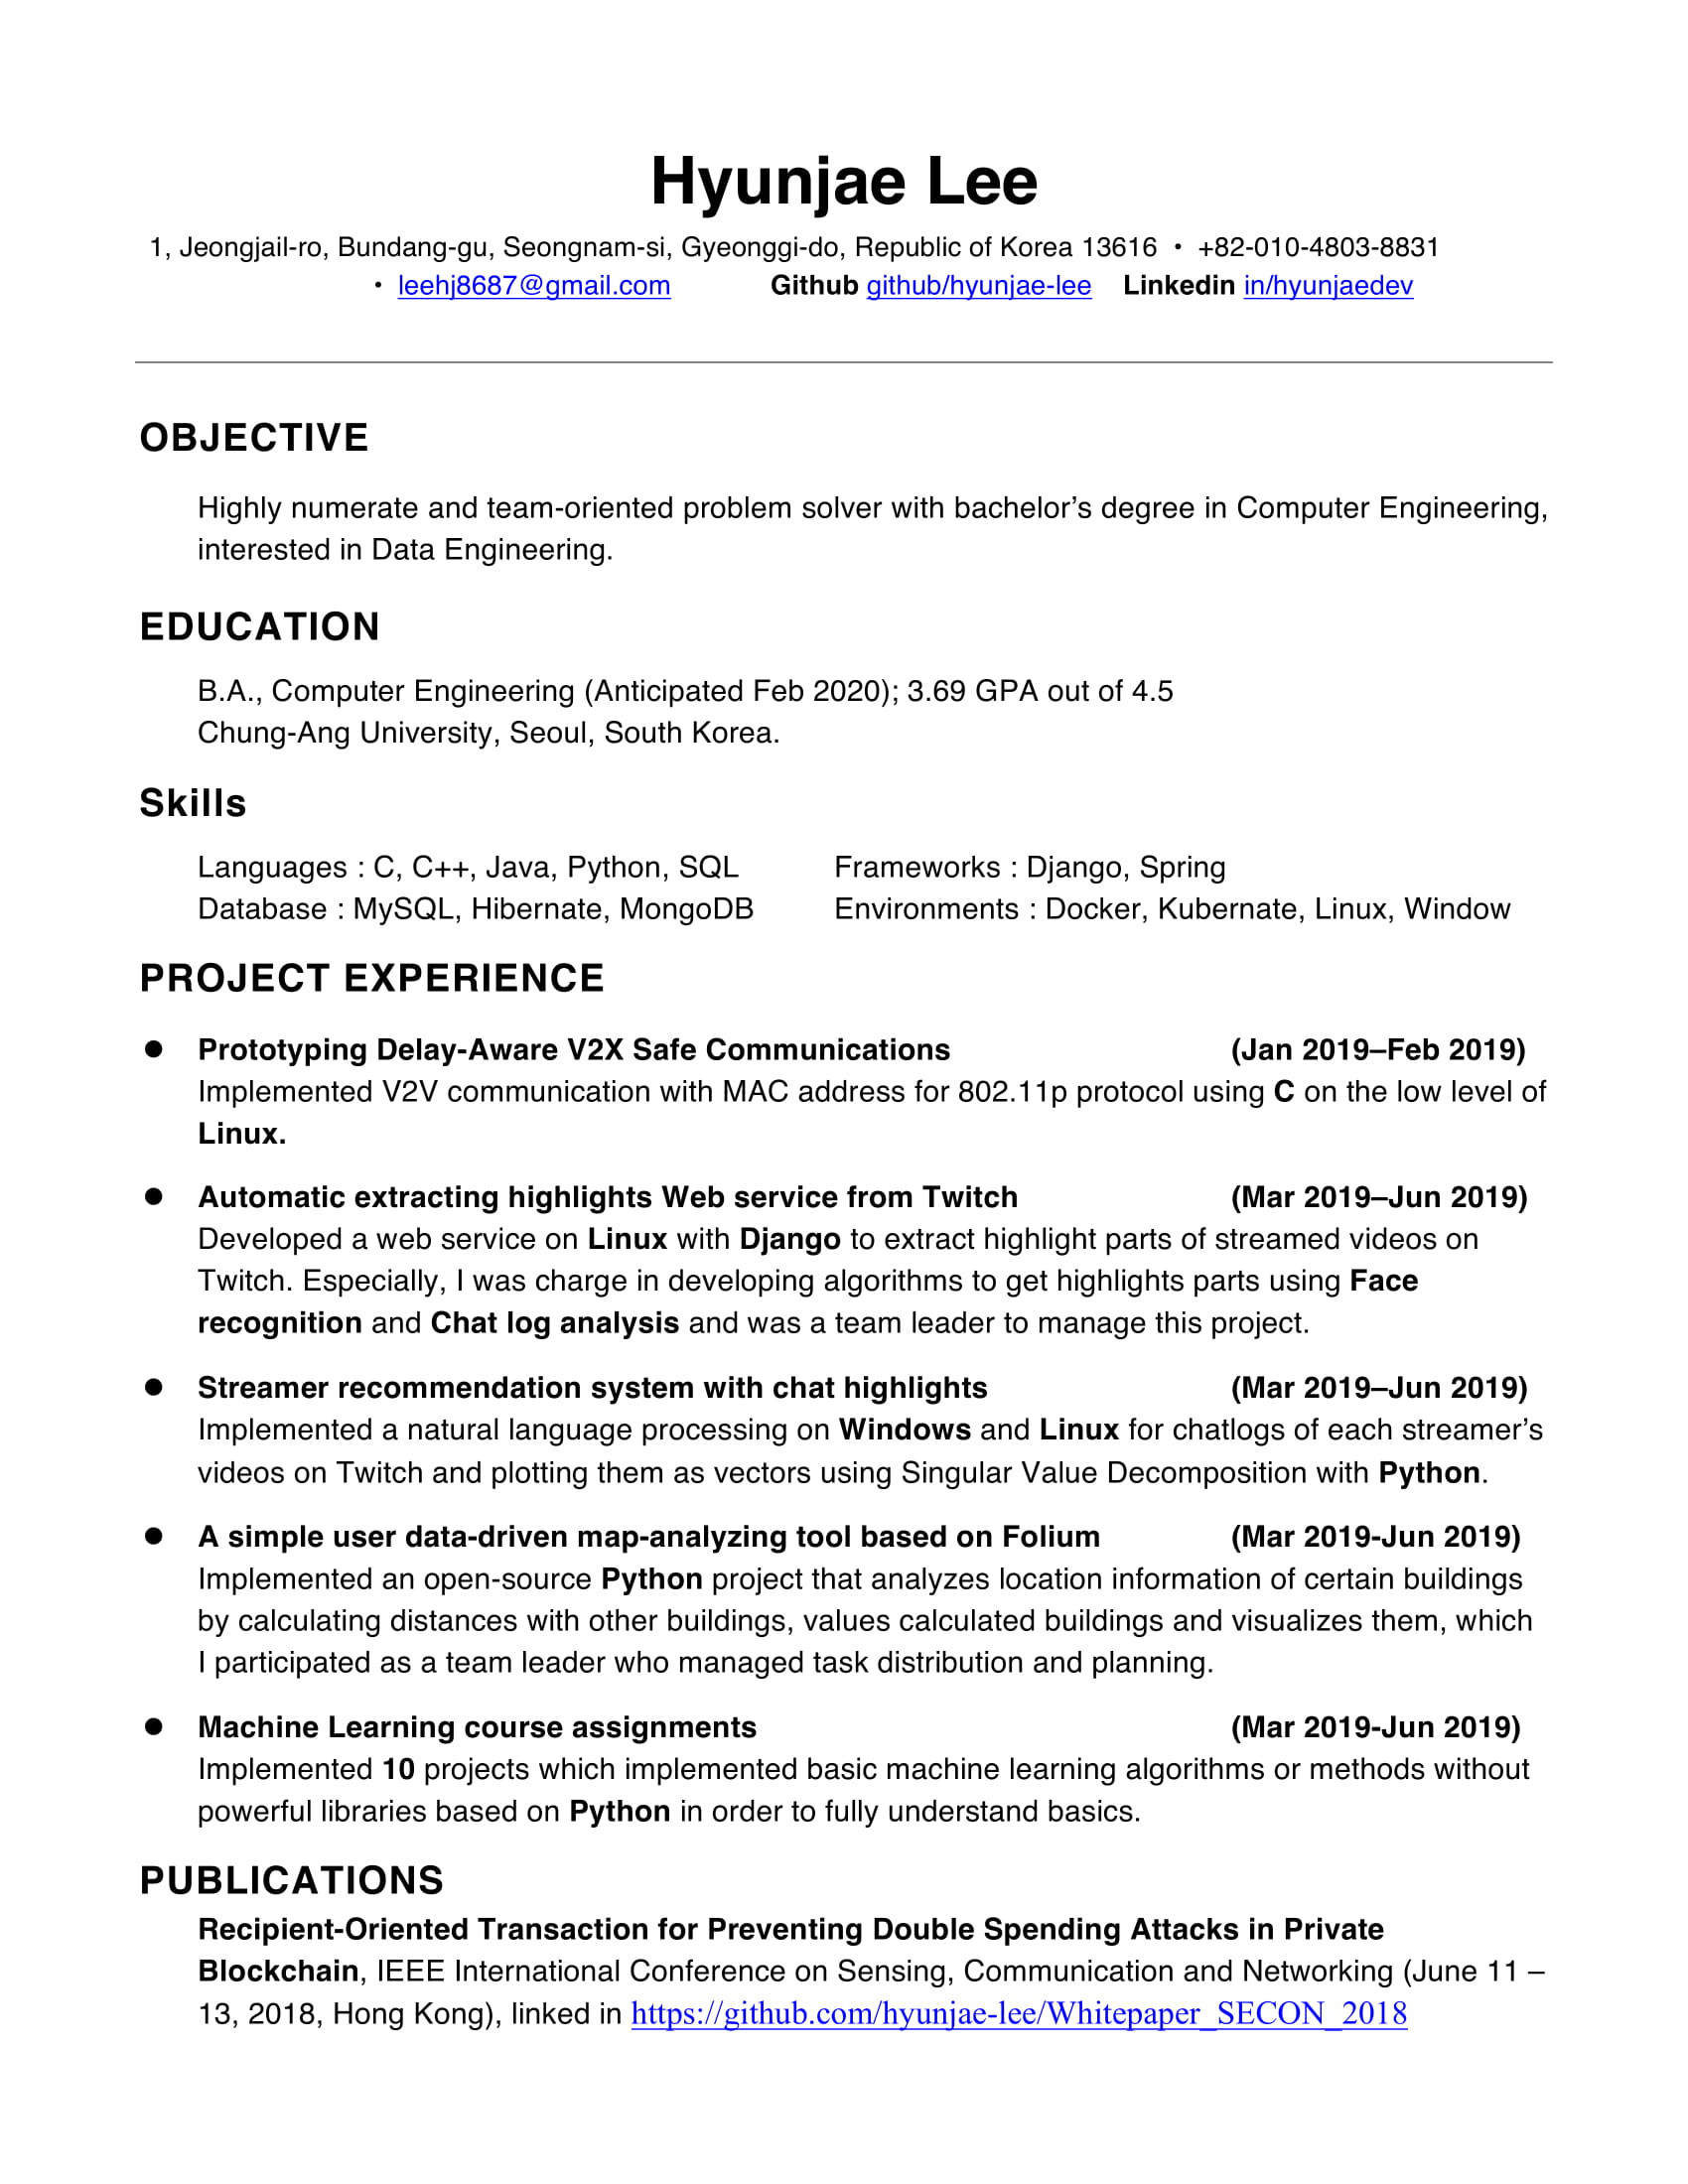 Hyunjae Lee
1, Jeongjail-ro, Bundang-gu, Seongnam-si, Gyeonggi-do, Republic of Korea 13616 • +82-010-4803-8831
• leehj8687@gmail.com Github github/hyunjae-lee Linkedin in/hyunjaedev
OBJECTIVE
Highly numerate and team-oriented problem solver with bachelor’s degree in Computer Engineering,
interested in Data Engineering.
EDUCATION
B.A., Computer Engineering (Anticipated Feb 2020); 3.69 GPA out of 4.5
Chung-Ang University, Seoul, South Korea.
Skills
Languages : C, C++, Java, Python, SQL Frameworks : Django, Spring
Database : MySQL, Hibernate, MongoDB Environments : Docker, Kubernate, Linux, Window
PROJECT EXPERIENCE
● Prototyping Delay-Aware V2X Safe Communications (Jan 2019–Feb 2019)
Implemented V2V communication with MAC address for 802.11p protocol using C on the low level of
Linux.
● Automatic extracting highlights Web service from Twitch (Mar 2019–Jun 2019)
Developed a web service on Linux with Django to extract highlight parts of streamed videos on
Twitch. Especially, I was charge in developing algorithms to get highlights parts using Face
recognition and Chat log analysis and was a team leader to manage this project.
● Streamer recommendation system with chat highlights (Mar 2019–Jun 2019)
Implemented a natural language processing on Windows and Linux for chatlogs of each streamer’s
videos on Twitch and plotting them as vectors using Singular Value Decomposition with Python.
● A simple user data-driven map-analyzing tool based on Folium (Mar 2019-Jun 2019)
Implemented an open-source Python project that analyzes location information of certain buildings
by calculating distances with other buildings, values calculated buildings and visualizes them, which
I participated as a team leader who managed task distribution and planning.
● Machine Learning course assignments (Mar 2019-Jun 2019)
Implemented 10 projects which implemented basic machine learning algorithms or methods without
powerful libraries based on Python in order to fully understand basics.
PUBLICATIONS
Recipient-Oriented Transaction for Preventing Double Spending Attacks in Private
Blockchain, IEEE International Conference on Sensing, Communication and Networking (June 11 –
13, 2018, Hong Kong), linked in https://github.com/hyunjae-lee/Whitepaper_SECON_2018